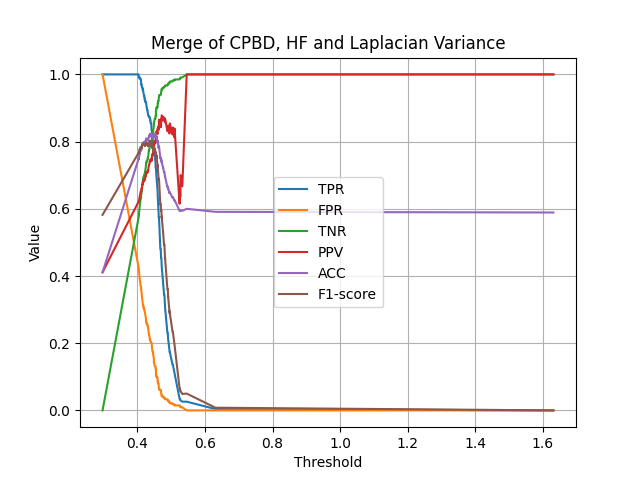 Merge of CPBD, HF and Laplacian Variance
1.0
0.8
0.6
0.4
0.2
0.0
Value
TPR
FPR
TNR
PPV
ACC
F1-score
0.4 0.6 0.8 1.0 1.2 1.4 1.6
Threshold